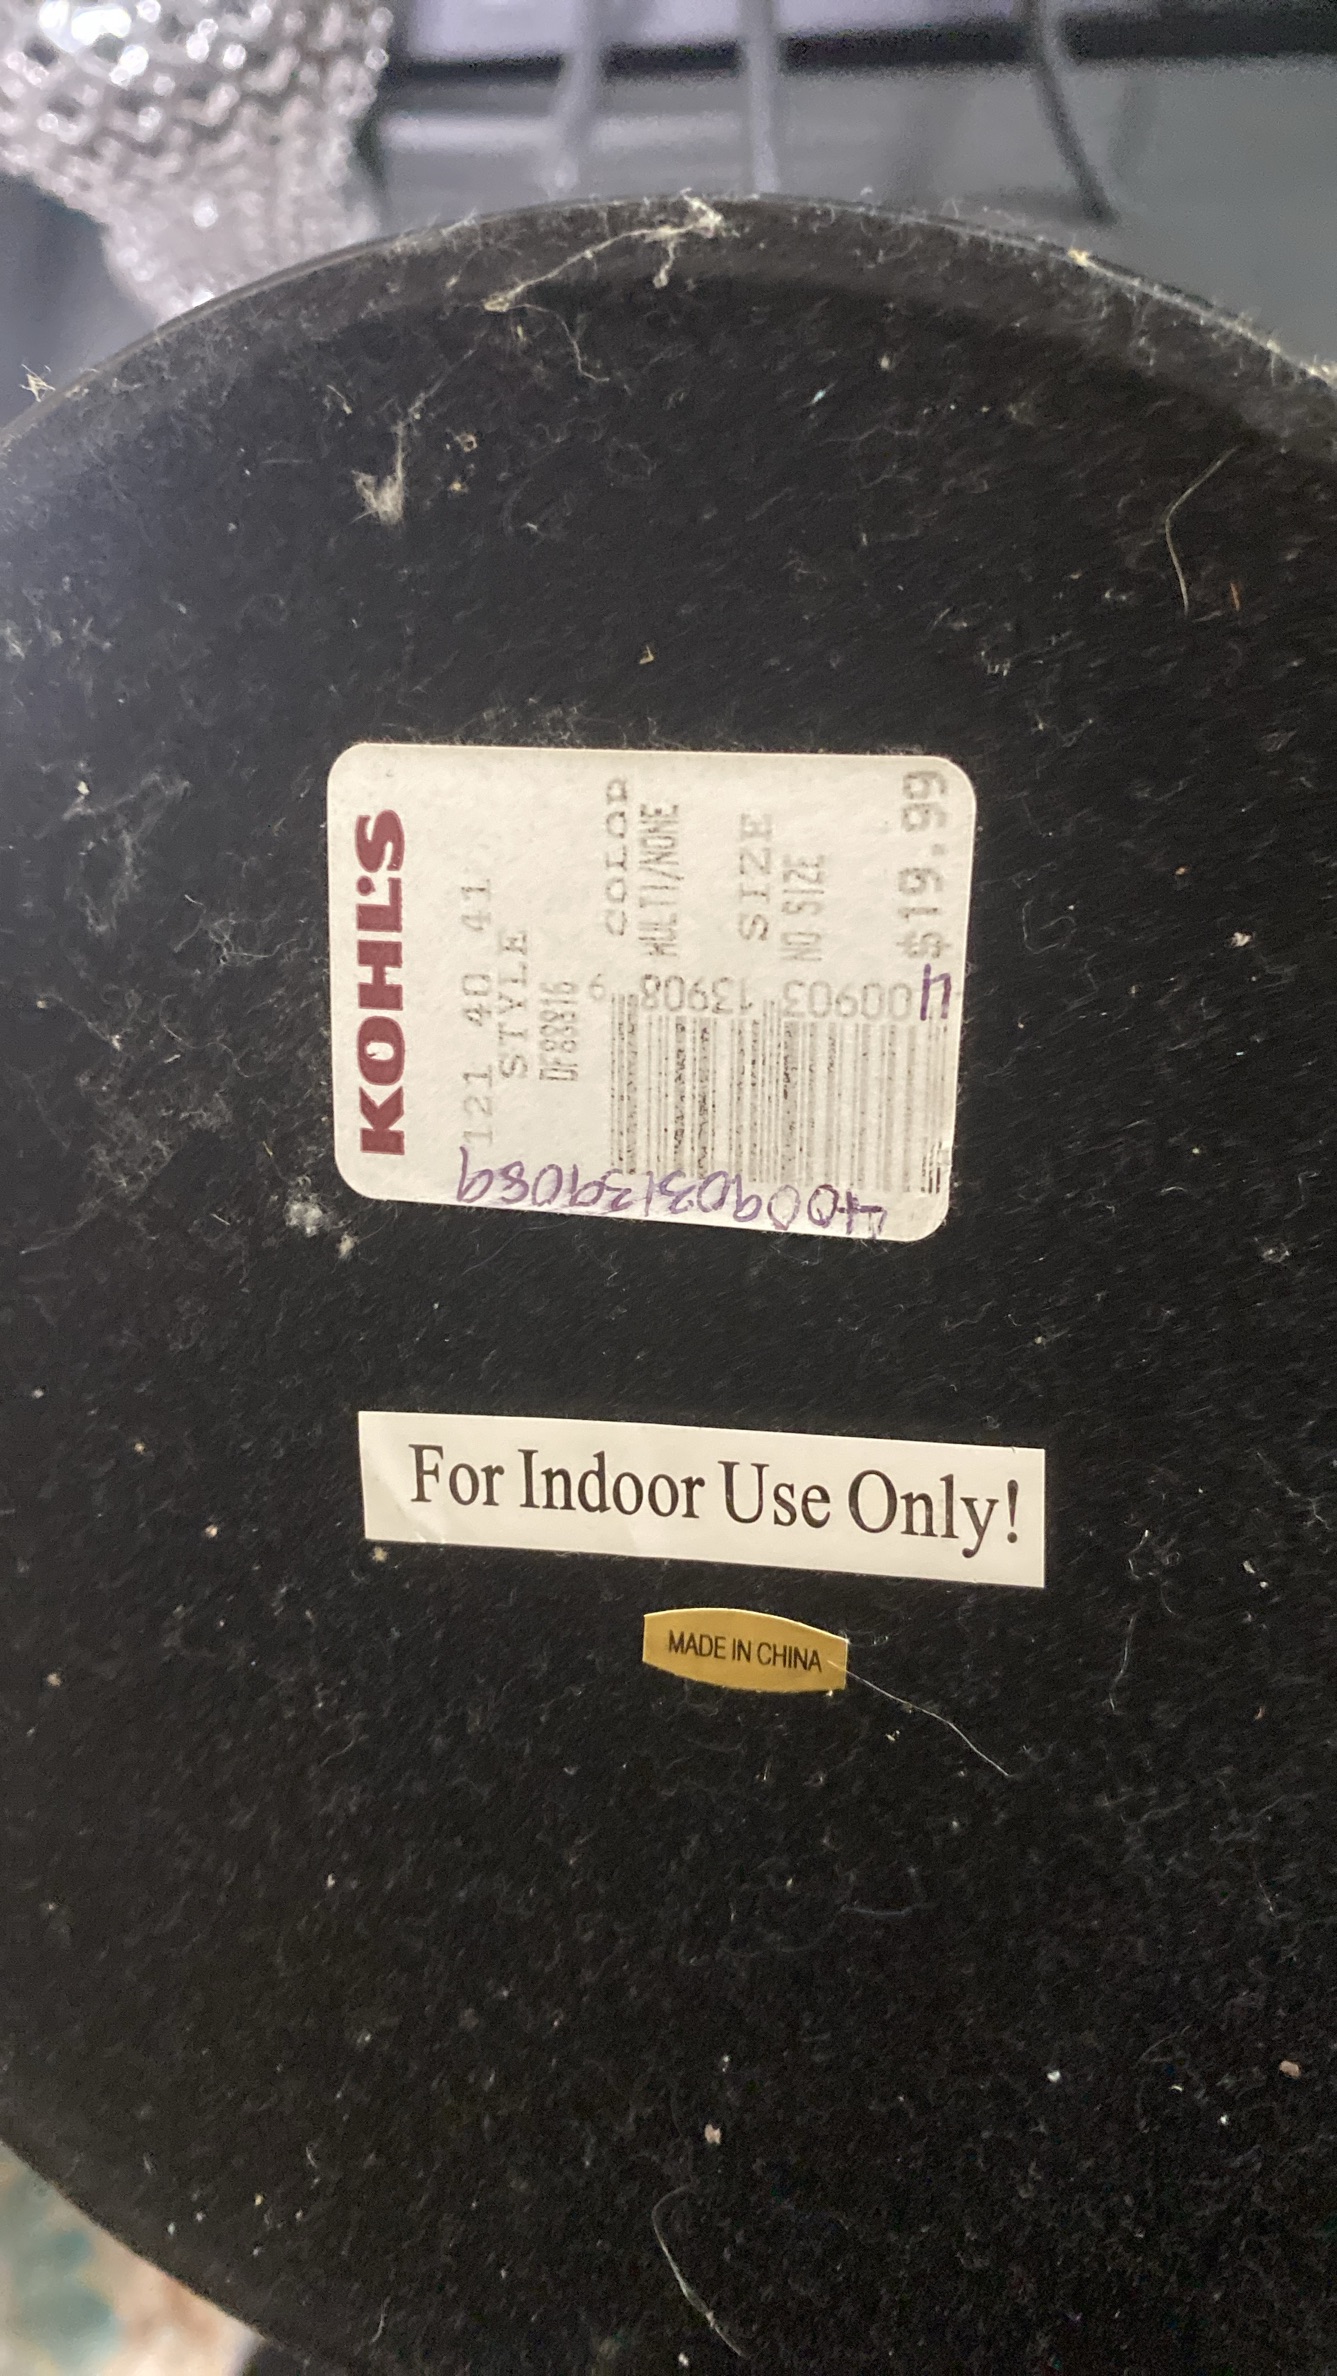 KOHL'S
121 40 41
STYLE
DF88816
COLOR
MULTI/NONE
SIZE
NO SIZE
$19.99
4 00903 13908 9
400903139089
For Indoor Use Only!
MADE IN CHINA